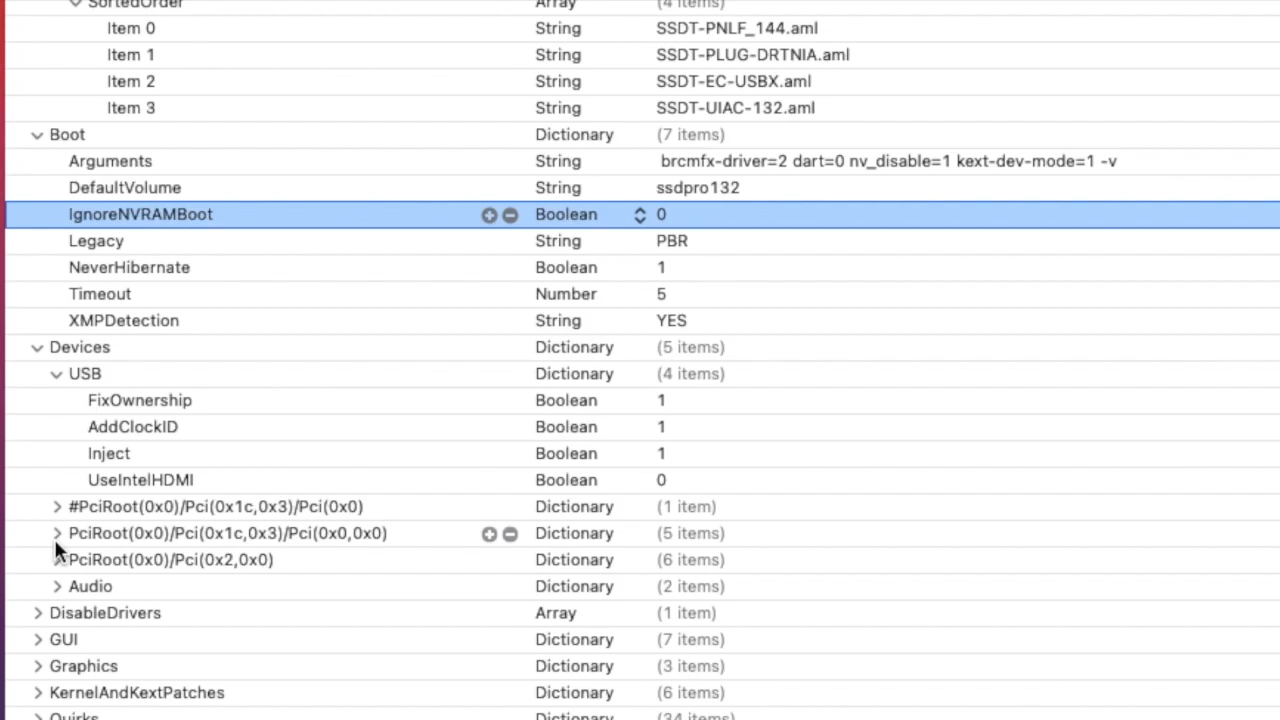 SortedOrder Array (4 items)
Item 0 String SSDT-PNLF_144.aml
Item 1 String SSDT-PLUG-DRTNIA.aml
Item 2 String SSDT-EC-USBX.aml
Item 3 String SSDT-UIAC-132.aml
Boot Dictionary (7 items)
Arguments String brcmfx-driver=2 dart=0 nv_disable=1 kext-dev-mode=1 -v
DefaultVolume String ssdpro132
IgnoreNVRAMBoot Boolean 0
Legacy String PBR
NeverHibernate Boolean 1
Timeout Number 5
XMPDetection String YES
Devices Dictionary (5 items)
USB Dictionary (4 items)
FixOwnership Boolean 1
AddClockID Boolean 1
Inject Boolean 1
UseIntelHDMI Boolean 0
#PciRoot(0x0)/Pci(0x1c,0x3)/Pci(0x0) Dictionary (1 item)
PciRoot(0x0)/Pci(0x1c,0x3)/Pci(0x0,0x0) Dictionary (5 items)
PciRoot(0x0)/Pci(0x2,0x0) Dictionary (6 items)
Audio Dictionary (2 items)
DisableDrivers Array (1 item)
GUI Dictionary (7 items)
Graphics Dictionary (3 items)
KernelAndKextPatches Dictionary (6 items)
Quirks Dictionary (34 items)